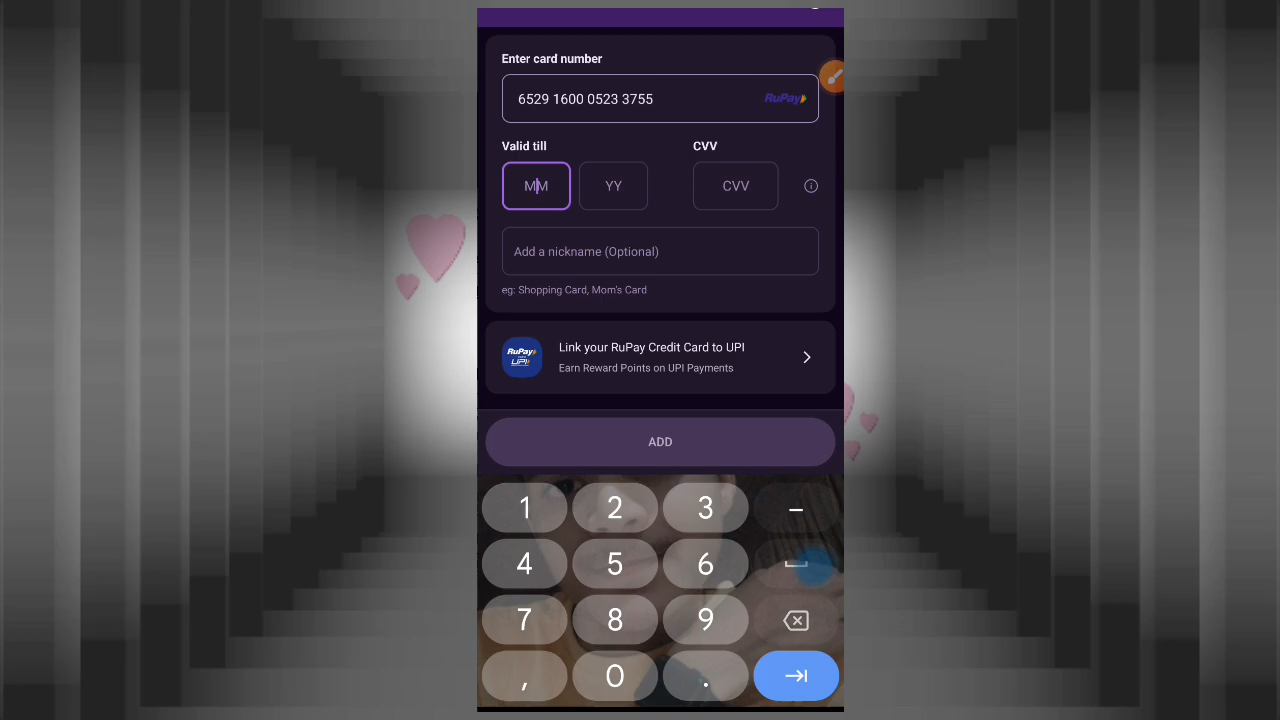 Enter card number
6529 1600 0523 3755
RuPay
Valid till
CVV
MM
YY
CVV
Add a nickname (Optional)
eg: Shopping Card, Mom's Card
RuPay
UPI
Link your RuPay Credit Card to UPI
Earn Reward Points on UPI Payments
ADD
1 2 3 –
4 5 6
7 8 9
, 0 .